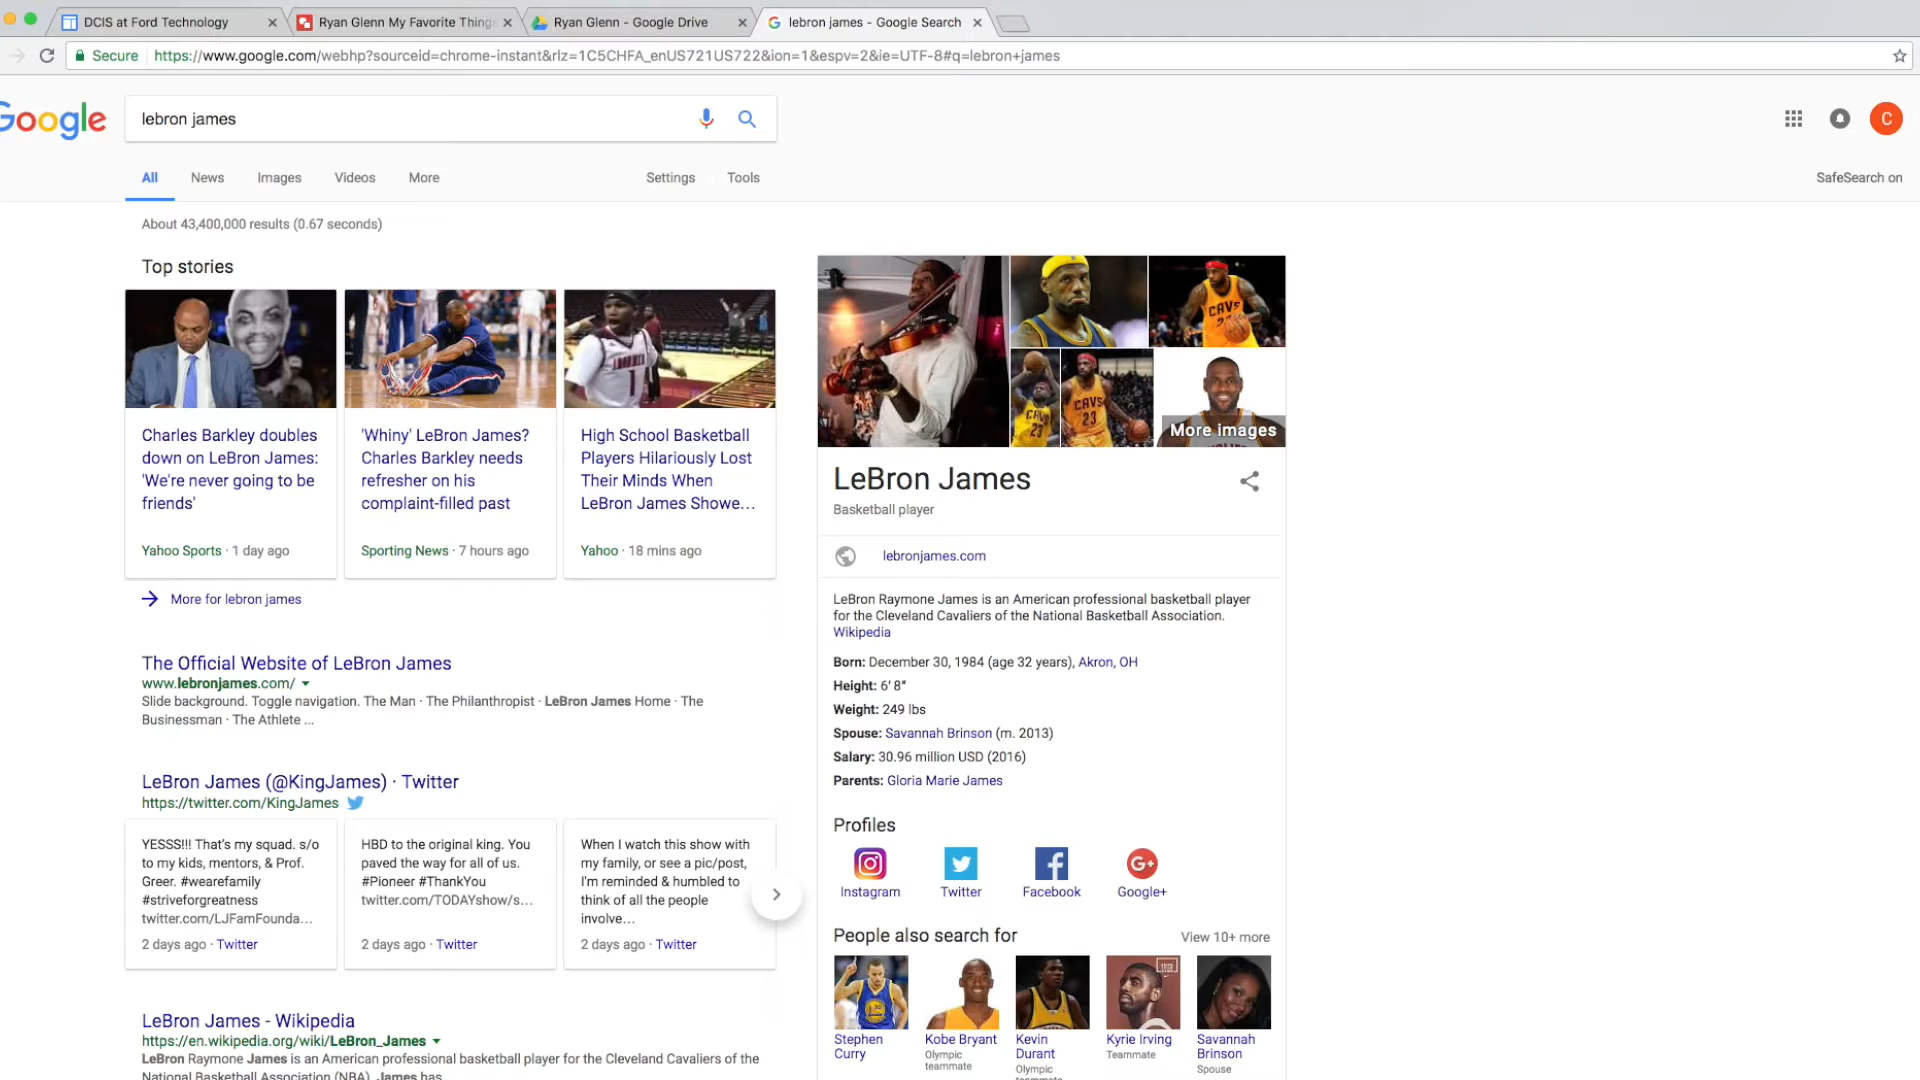 DCIS at Ford Technology
Ryan Glenn My Favorite Things
Ryan Glenn - Google Drive
lebron james - Google Search
Secure
https://www.google.com/webhp?sourceid=chrome-instant&rlz=1C5CHFA_enUS721US722&ion=1&espv=2&ie=UTF-8#q=lebron+james
Google
lebron james
C
All News Images Videos More Settings Tools
SafeSearch on
About 43,400,000 results (0.67 seconds)
Top stories
Charles Barkley doubles
down on LeBron James:
'We're never going to be
friends'
Yahoo Sports · 1 day ago
'Whiny' LeBron James?
Charles Barkley needs
refresher on his
complaint-filled past
Sporting News · 7 hours ago
High School Basketball
Players Hilariously Lost
Their Minds When
LeBron James Showe...
Yahoo · 18 mins ago
More for lebron james
The Official Website of LeBron James
www.lebronjames.com/
Slide background. Toggle navigation. The Man · The Philanthropist · LeBron James Home · The
Businessman · The Athlete ...
LeBron James (@KingJames) · Twitter
https://twitter.com/KingJames
YESSS!!! That's my squad. s/o
to my kids, mentors, & Prof.
Greer. #wearefamily
#striveforgreatness
twitter.com/LJFamFounda...
2 days ago · Twitter
HBD to the original king. You
paved the way for all of us.
#Pioneer #ThankYou
twitter.com/TODAYshow/s...
2 days ago · Twitter
When I watch this show with
my family, or see a pic/post,
I'm reminded & humbled to
think of all the people
involve...
2 days ago · Twitter
LeBron James - Wikipedia
https://en.wikipedia.org/wiki/LeBron_James
LeBron Raymone James is an American professional basketball player for the Cleveland Cavaliers of the
National Basketball Association (NBA). James has
CAVS
23
CAVS
23
More images
LeBron James
Basketball player
lebronjames.com
LeBron Raymone James is an American professional basketball player
for the Cleveland Cavaliers of the National Basketball Association.
Wikipedia
Born: December 30, 1984 (age 32 years), Akron, OH
Height: 6' 8"
Weight: 249 lbs
Spouse: Savannah Brinson (m. 2013)
Salary: 30.96 million USD (2016)
Parents: Gloria Marie James
Profiles
Instagram
Twitter
Facebook
G+
Google+
People also search for
View 10+ more
Stephen
Curry
Kobe Bryant
Olympic
teammate
Kevin
Durant
Olympic
teammate
Kyrie Irving
Teammate
Savannah
Brinson
Spouse